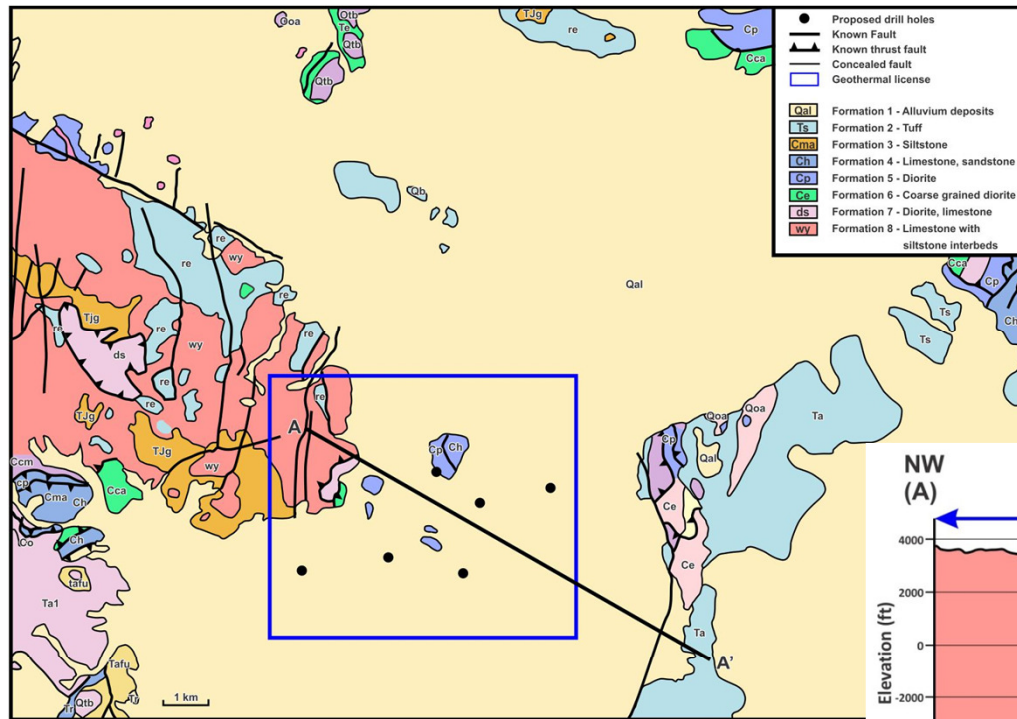 Proposed drill holes
Known Fault
Known thrust fault
Concealed fault
Geothermal license
Qal Formation 1 - Alluvium deposits
Ts Formation 2 - Tuff
Cma Formation 3 - Siltstone
Ch Formation 4 - Limestone, sandstone
Cp Formation 5 - Diorite
Ce Formation 6 - Coarse grained diorite
ds Formation 7 - Diorite, limestone
wy Formation 8 - Limestone with
siltstone interbeds
Qoa
Qtb
Te
Qtb
Qtb
TJg
re
Cp
Cca
Qb
Qal
re
wy
re
re
re
Tjg
re
re
wy
ds
re
re
re
re
TJg
TJg
wy
A
Cp
Ch
Ccm
cp
Cma
Ch
Cca
Co
Ch
tafu
Ta1
Tafu
Tr
Tr
Qtb
1 km
Cca
Cp
Ch
Ts
Ts
Ta
Qoa
Qoa
Cp
Qal
Ce
Ce
Ta
A'
NW
(A)
4000
2000
0
-2000
Elevation (ft)